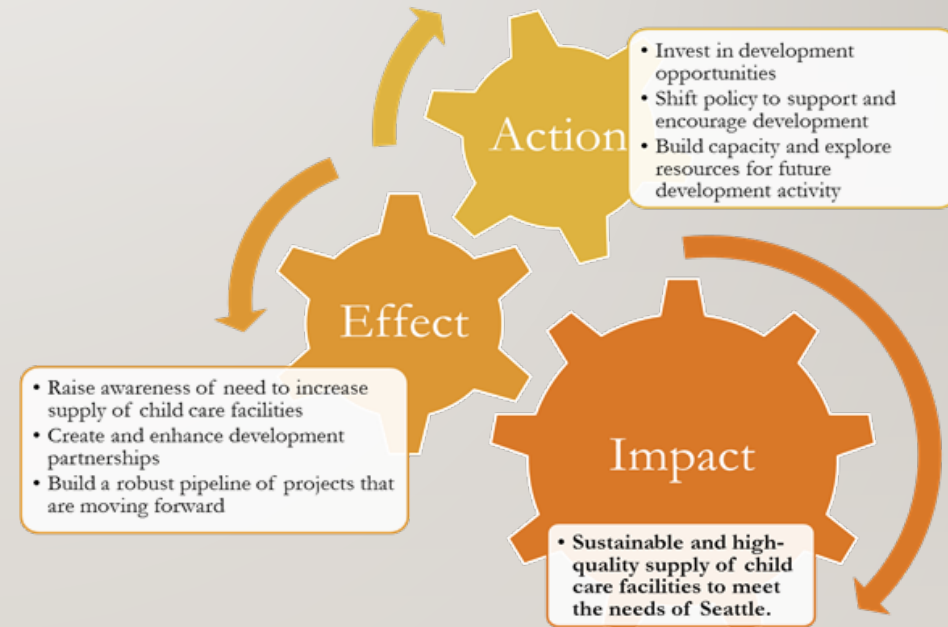 Action
• Invest in development
opportunities
• Shift policy to support and
encourage development
• Build capacity and explore
resources for future
development activity
Effect
• Raise awareness of need to increase
supply of child care facilities
• Create and enhance development
partnerships
• Build a robust pipeline of projects that
are moving forward
Impact
• Sustainable and high-
quality supply of child
care facilities to meet
the needs of Seattle.